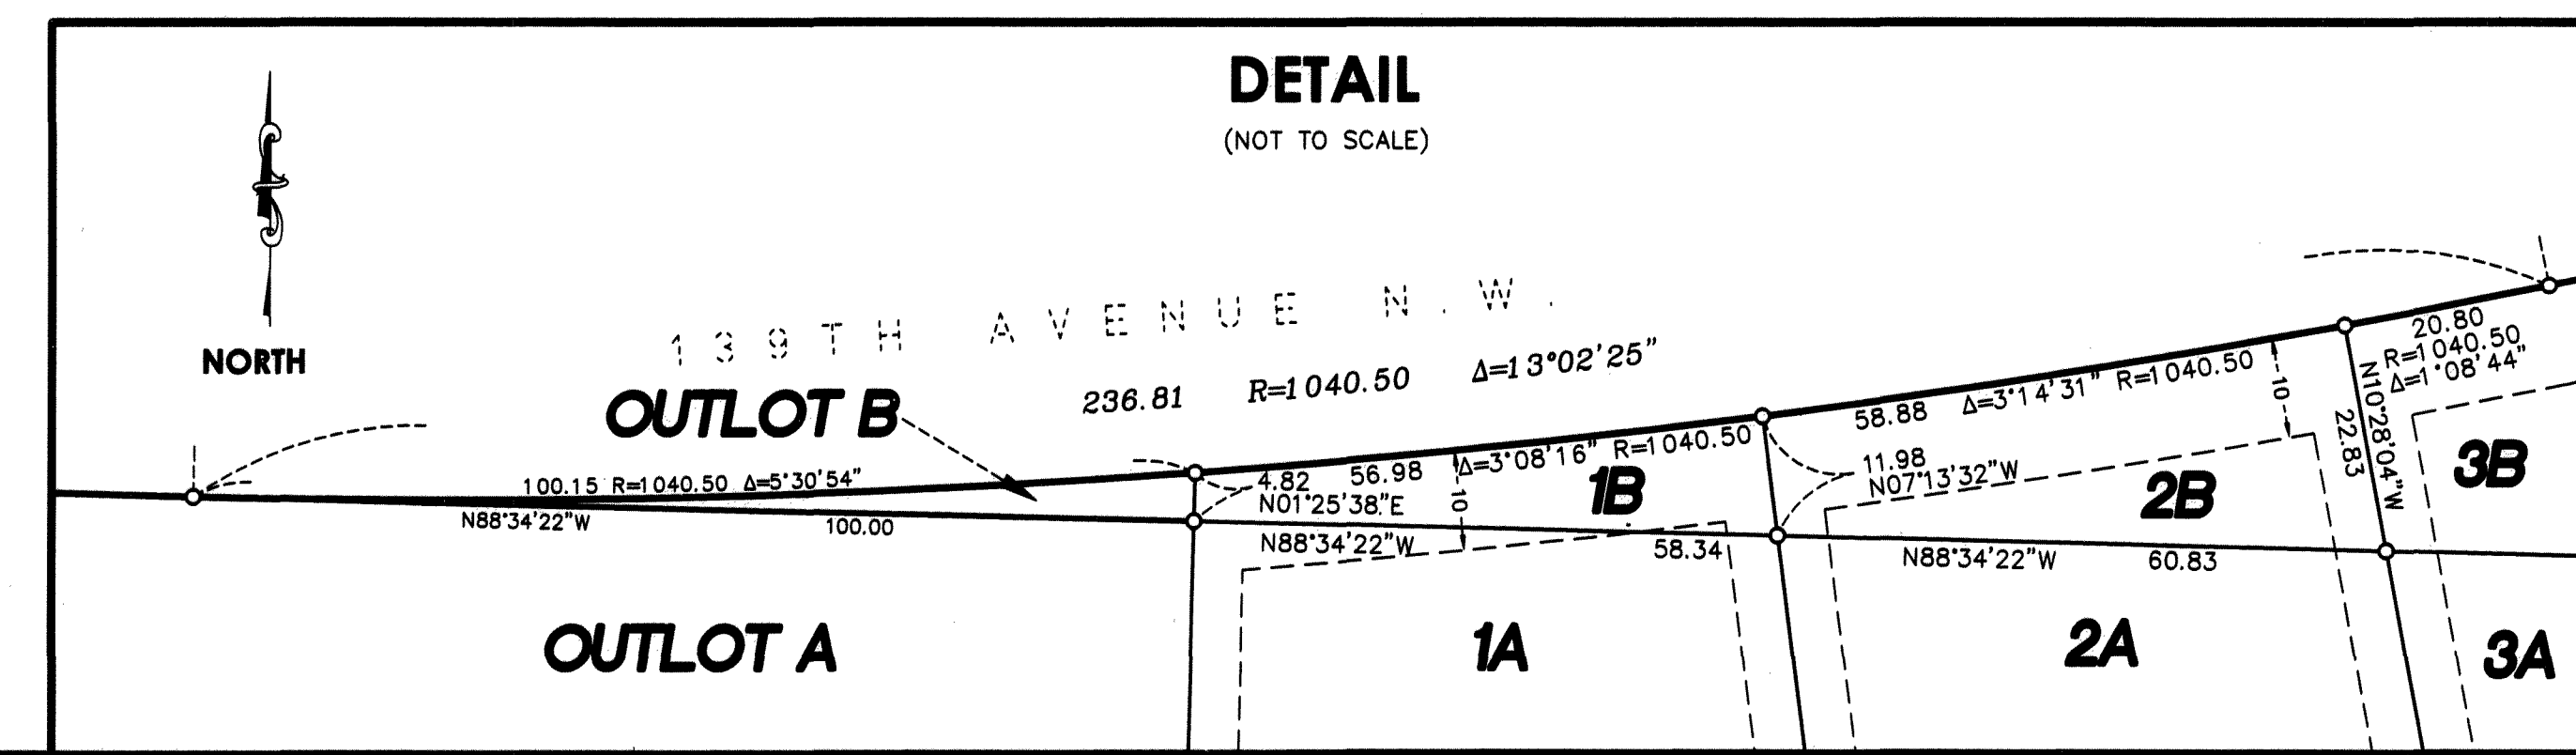 DETAIL
(NOT TO SCALE)
NORTH
139TH AVENUE N.W.
236.81 R=1040.50 Δ=13°02'25"
OUTLOT B
100.15 R=1040.50 Δ=5°30'54"
N88°34'22"W
100.00
4.82
N01°25'38"E
56.98 Δ=3°08'16" R=1040.50
10
1B
N88°34'22"W
58.34
58.88 Δ=3°14'31" R=1040.50
10
11.98
N07°13'32"W
2B
N88°34'22"W 60.83
N10°28'04"W
22.83
20.80
R=1040.50
Δ=1°08'44"
3B
OUTLOT A
1A
2A
3A